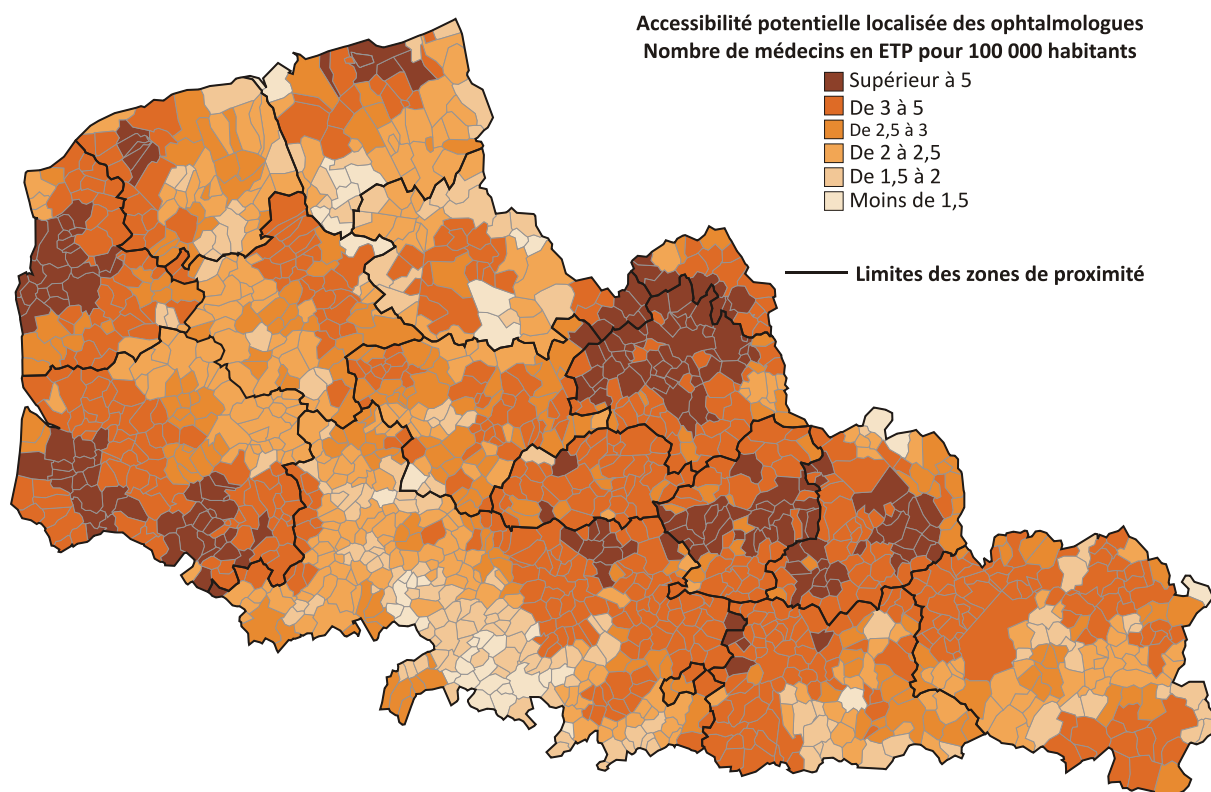 Accessibilité potentielle localisée des ophtalmologues
Nombre de médecins en ETP pour 100 000 habitants
Supérieur à 5
De 3 à 5
De 2,5 à 3
De 2 à 2,5
De 1,5 à 2
Moins de 1,5
Limites des zones de proximité